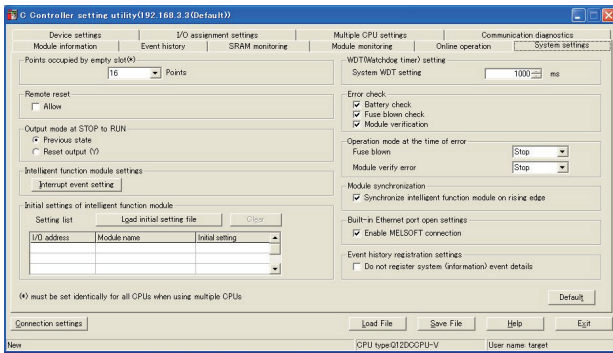 C Controller setting utility(192.168.3.3(Default))
Device settings
I/O assignment settings
Multiple CPU settings
Communication diagnostics
Module information
Event history
SRAM monitoring
Module monitoring
Online operation
System settings
Points occupied by empty slot(*)
16
Points
Remote reset
Allow
Output mode at STOP to RUN
Previous state
Reset output (Y)
Intelligent function module settings
Interrupt event setting
Initial settings of intelligent function module
Setting list
Load initial setting file
Clear
I/O address
Module name
Initial setting
WDT(Watchdog timer) setting
System WDT setting
1000
ms
Error check
Battery check
Fuse blown check
Module verification
Operation mode at the time of error
Fuse blown
Stop
Module verify error
Stop
Module synchronization
Synchronize intelligent function module on rising edge
Built-in Ethernet port open settings
Enable MELSOFT connection
Event history registration settings
Do not register system (information) event details
(*) must be set identically for all CPUs when using multiple CPUs
Default
Connection settings
Load File
Save File
Help
Exit
New
CPU type:Q12DCCPU-V
User name: target